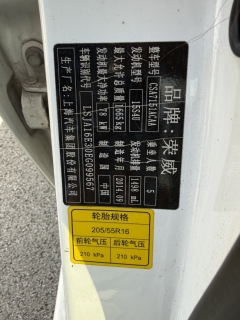 品牌:荣威
整车型号 CSA7151CCAA 乘坐人数 5
发动机型号 15S4U 发动机排量 1498 mL
最大允许总质量 1665 kg 制造年月 2014.09
发动机最大净功率 78 kW 制造国 中国
车辆识别代号 LSJA16E30EG099567
生产厂名:上海汽车集团股份有限公司
轮胎规格
205/55R16
前轮气压 后轮气压
210 kPa 210 kPa